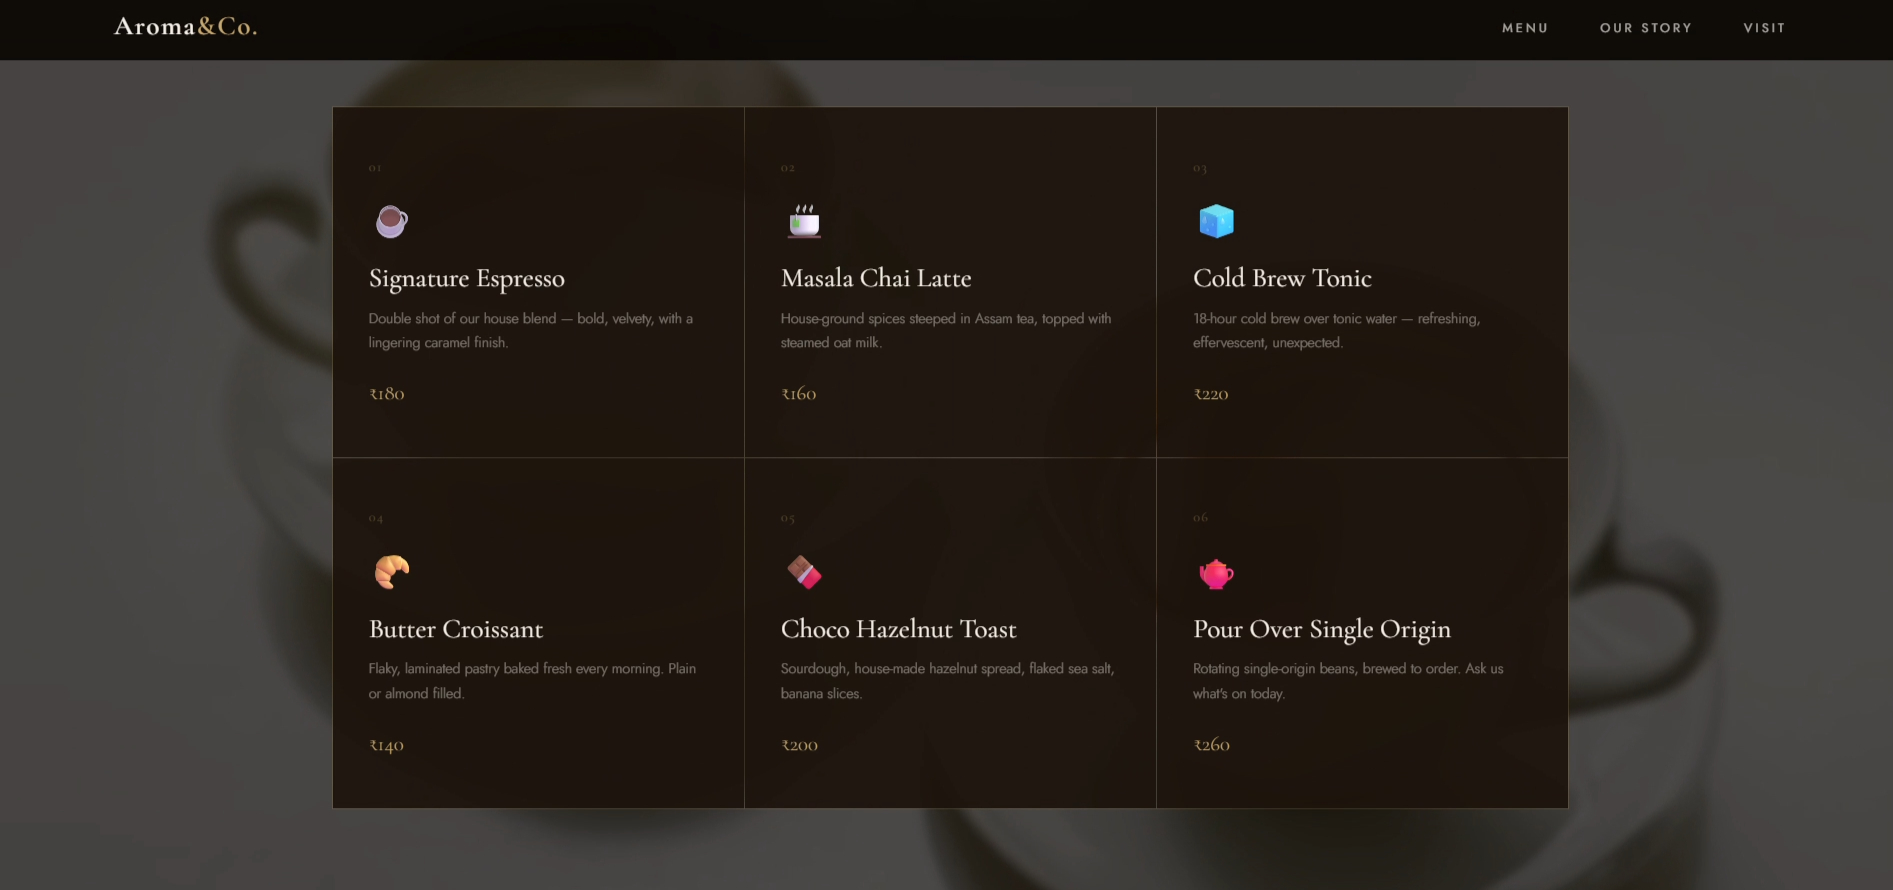 Aroma&Co.
MENU
OUR STORY
VISIT
01
Signature Espresso
Double shot of our house blend — bold, velvety, with a
lingering caramel finish.
₹180
02
Masala Chai Latte
House-ground spices steeped in Assam tea, topped with
steamed oat milk.
₹160
03
Cold Brew Tonic
18-hour cold brew over tonic water — refreshing,
effervescent, unexpected.
₹220
04
Butter Croissant
Flaky, laminated pastry baked fresh every morning. Plain
or almond filled.
₹140
05
Choco Hazelnut Toast
Sourdough, house-made hazelnut spread, flaked sea salt,
banana slices.
₹200
06
Pour Over Single Origin
Rotating single-origin beans, brewed to order. Ask us
what's on today.
₹260